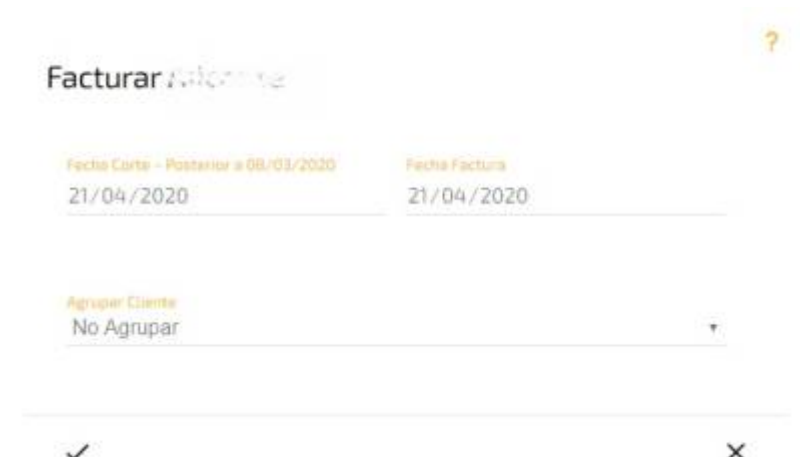 ?
Facturar
Fecha Corte - Posterior a 08/03/2020
21/04/2020
Fecha Factura
21/04/2020
Agrupar Cliente
No Agrupar